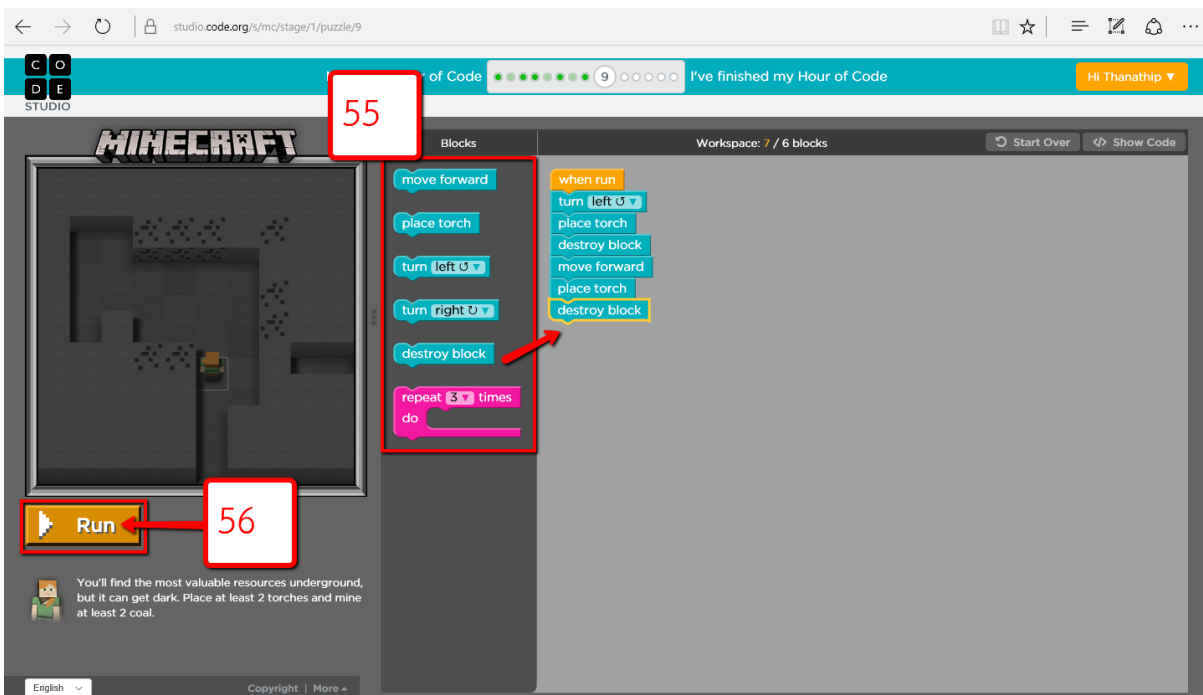 studio.code.org/s/mc/stage/1/puzzle/9
C O
D E
STUDIO
of Code
9
I've finished my Hour of Code
Hi Thanathip ▼
55
MINECRAFT
Blocks
Workspace: 7 / 6 blocks
Start Over
</> Show Code
move forward
place torch
turn left ↺ ▼
turn right ↻ ▼
destroy block
repeat 3 ▼ times
do
when run
turn left ↺ ▼
place torch
destroy block
move forward
place torch
destroy block
Run
56
You'll find the most valuable resources underground,
but it can get dark. Place at least 2 torches and mine
at least 2 coal.
English
Copyright | More